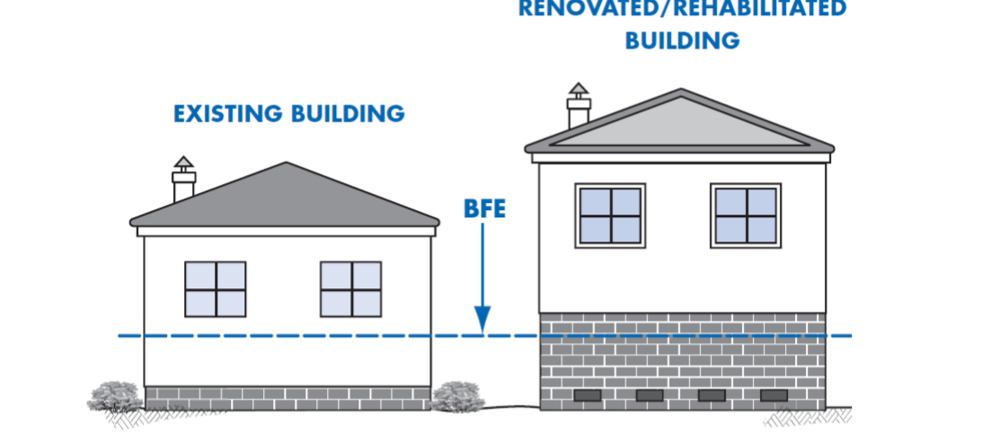 RENOVATED/REHABILITATED
BUILDING
EXISTING BUILDING
BFE